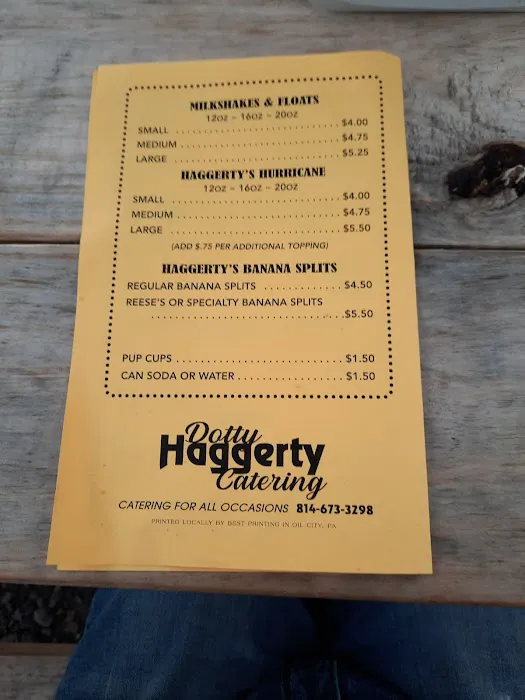 MILKSHAKES & FLOATS
12OZ ~ 16OZ ~ 20OZ
SMALL ........................ $4.00
MEDIUM ........................ $4.75
LARGE ........................ $5.25
HAGGERTY'S HURRICANE
12OZ ~ 16OZ ~ 20OZ
SMALL ........................ $4.00
MEDIUM ........................ $4.75
LARGE ........................ $5.50
(ADD $.75 PER ADDITIONAL TOPPING)
HAGGERTY'S BANANA SPLITS
REGULAR BANANA SPLITS ............. $4.50
REESE'S OR SPECIALTY BANANA SPLITS
................................ $5.50
PUP CUPS ........................ $1.50
CAN SODA OR WATER ................. $1.50
Dotty
Haggerty
Catering
CATERING FOR ALL OCCASIONS 814-673-3298
PRINTED LOCALLY BY BEST PRINTING IN OIL CITY, PA